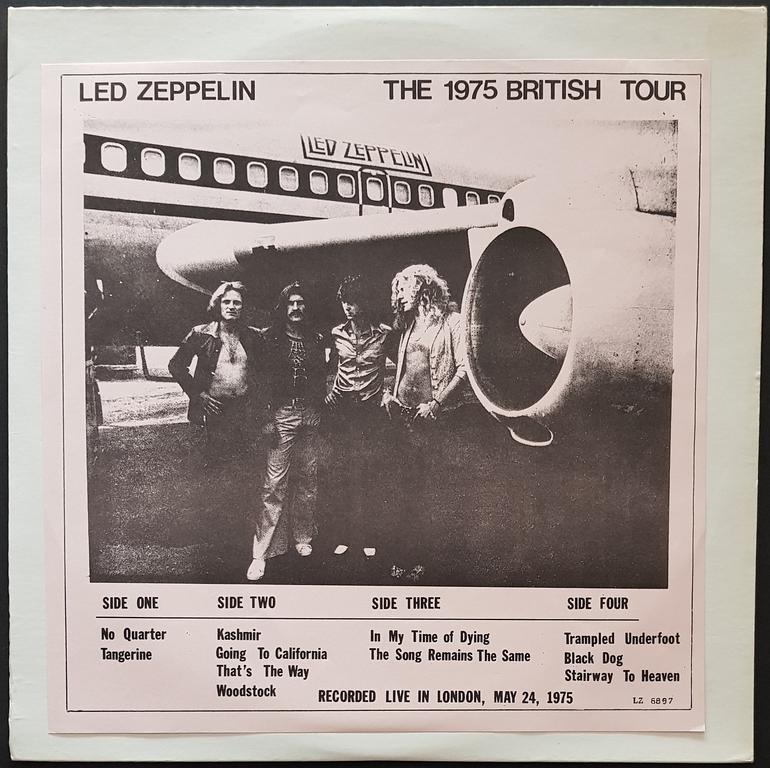 LED ZEPPELIN THE 1975 BRITISH TOUR
LED ZEPPELIN
SIDE ONE SIDE TWO SIDE THREE SIDE FOUR
No Quarter Kashmir In My Time of Dying Trampled Underfoot
Tangerine Going To California The Song Remains The Same Black Dog
That's The Way Stairway To Heaven
Woodstock RECORDED LIVE IN LONDON, MAY 24, 1975 LZ 6897